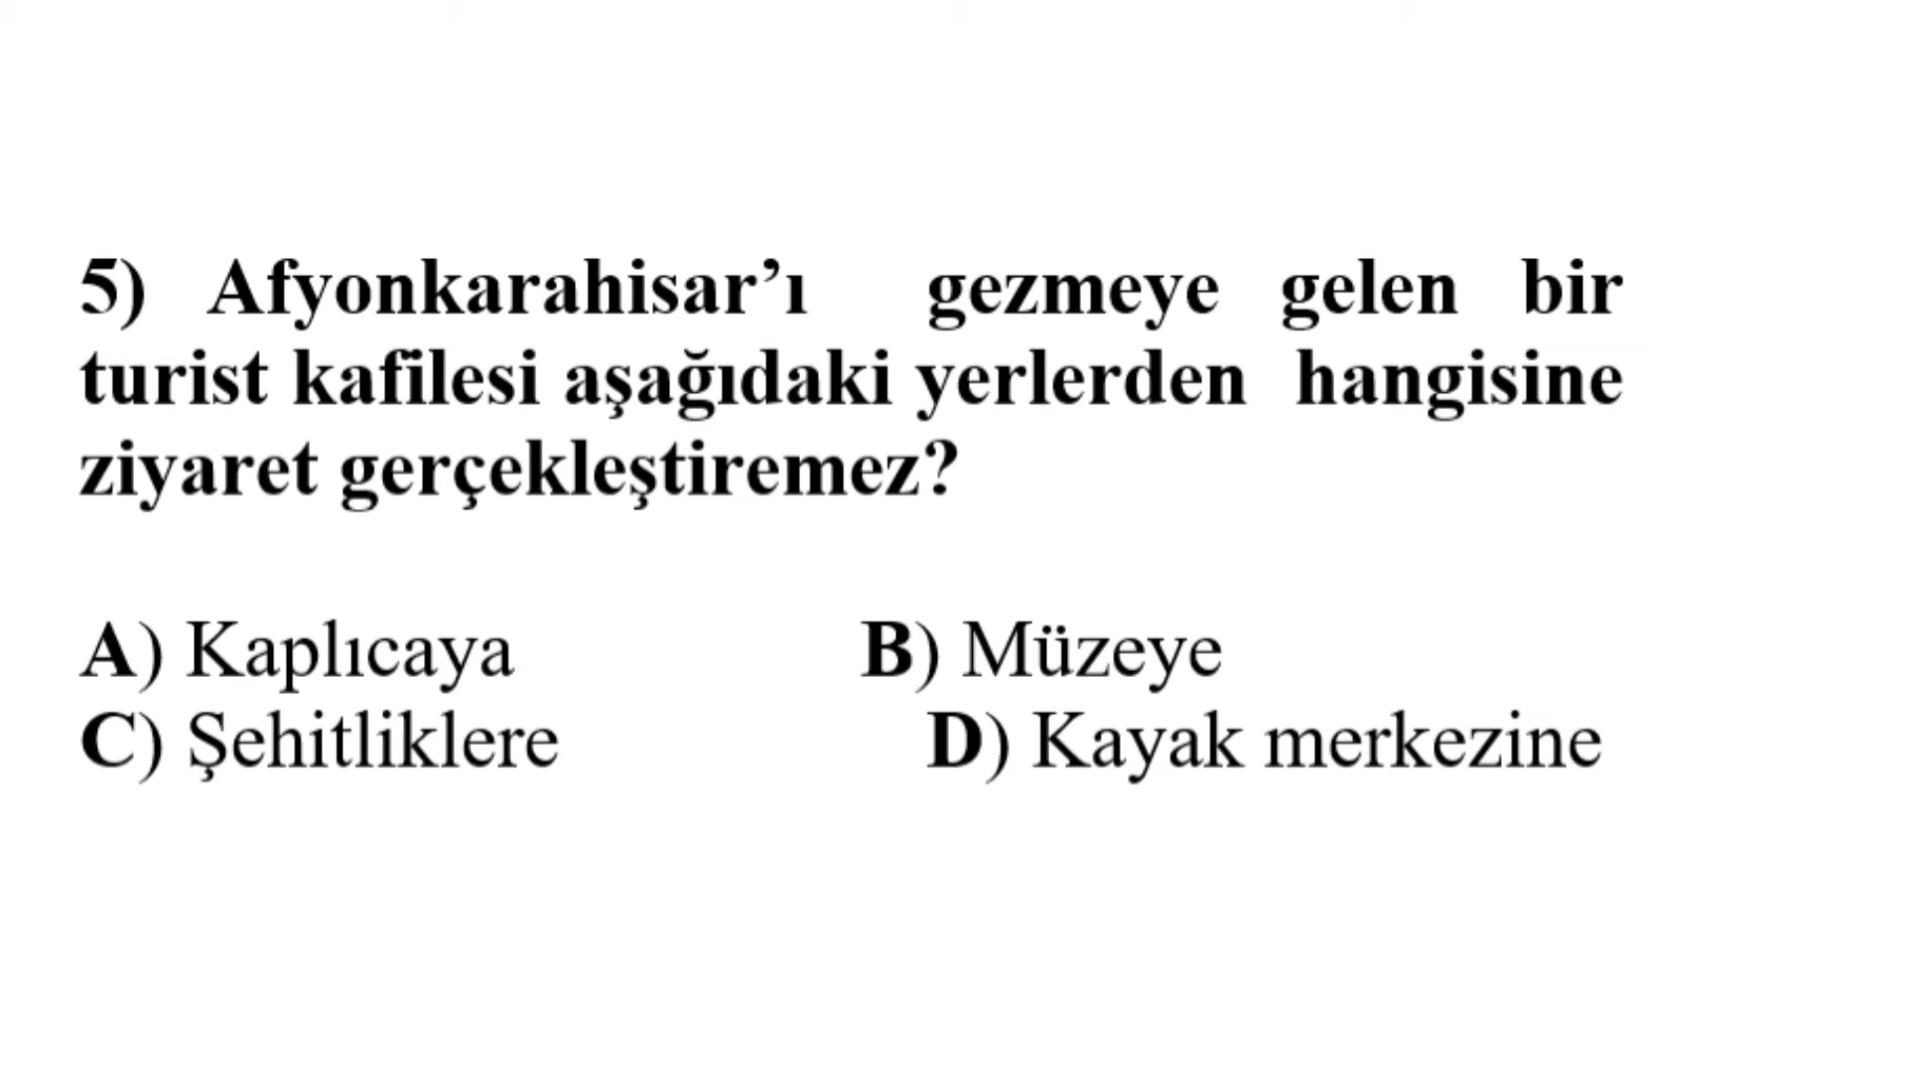 5) Afyonkarahisar’ı gezmeye gelen bir
turist kafilesi aşağıdaki yerlerden hangisine
ziyaret gerçekleştiremez?
A) Kaplıcaya B) Müzeye
C) Şehitliklere D) Kayak merkezine